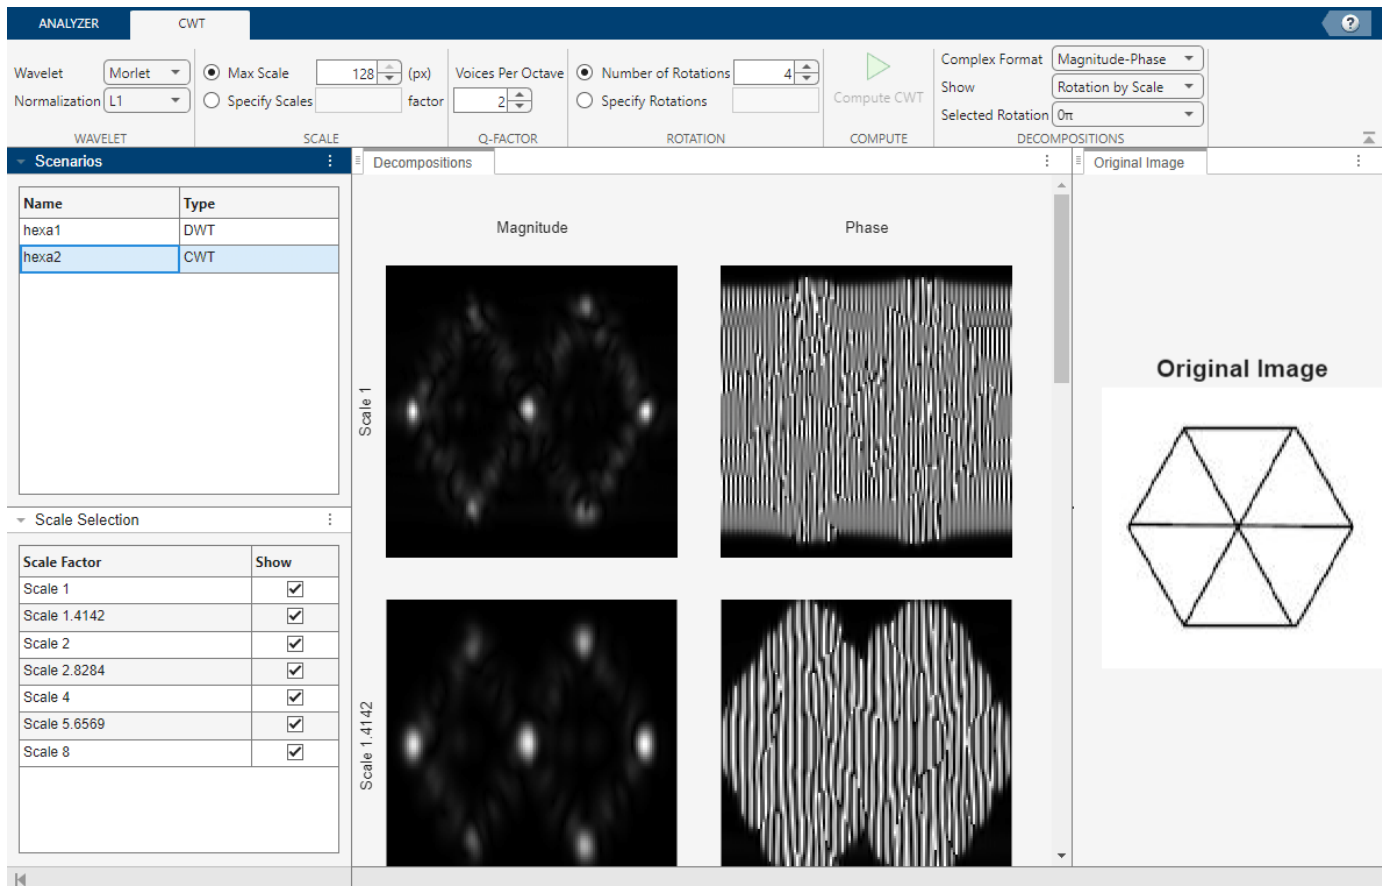 ANALYZER CWT
Wavelet Morlet Max Scale 128 (px) Voices Per Octave Number of Rotations 4 Complex Format Magnitude-Phase
Normalization L1 Specify Scales factor 2 Specify Rotations Compute CWT Show Rotation by Scale
Selected Rotation 0π
WAVELET SCALE Q-FACTOR ROTATION COMPUTE DECOMPOSITIONS
Scenarios
Name Type
hexa1 DWT
hexa2 CWT
Scale Selection
Scale Factor Show
Scale 1
Scale 1.4142
Scale 2
Scale 2.8284
Scale 4
Scale 5.6569
Scale 8
Decompositions
Magnitude Phase
Scale 1
Scale 1.4142
Original Image
Original Image